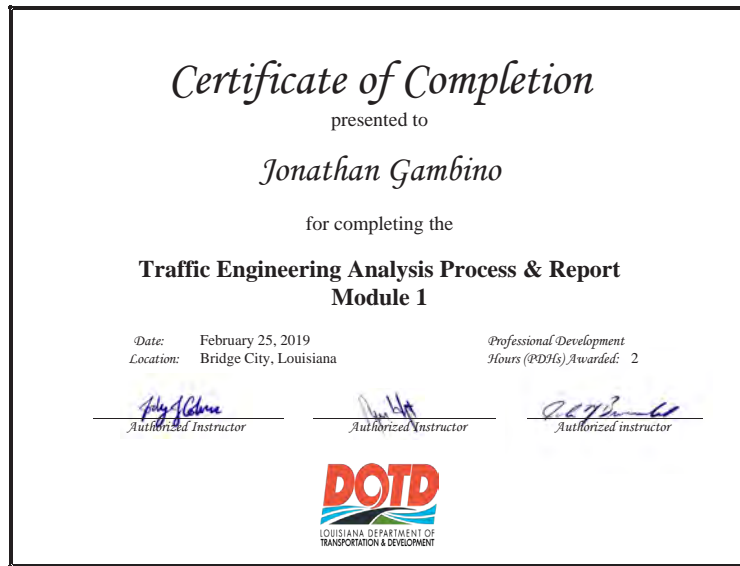 Certificate of Completion
presented to
Jonathan Gambino
for completing the
Traffic Engineering Analysis Process & Report
Module 1
Date: February 25, 2019
Location: Bridge City, Louisiana
Professional Development
Hours (PDHs) Awarded: 2
Authorized Instructor
Authorized Instructor
Authorized instructor
DOTD
LOUISIANA DEPARTMENT OF
TRANSPORTATION & DEVELOPMENT